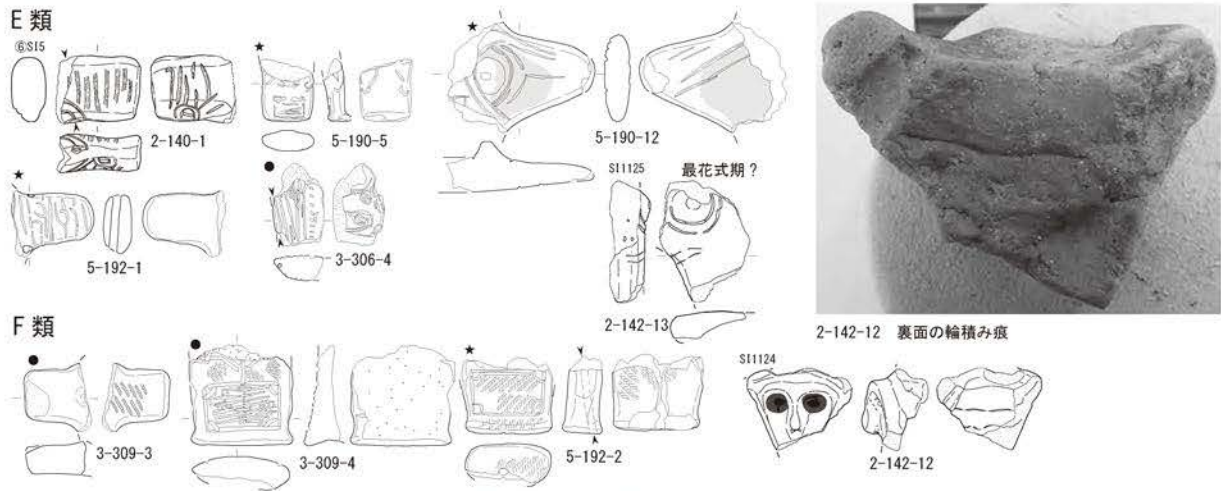 E 類
⑥SI5
2-140-1
★
5-190-5
★
5-190-12
★
5-192-1
●
3-306-4
SI1125
最花式期？
2-142-13
2-142-12 裏面の輪積み痕
F 類
●
3-309-3
●
3-309-4
★
5-192-2
SI1124
2-142-12